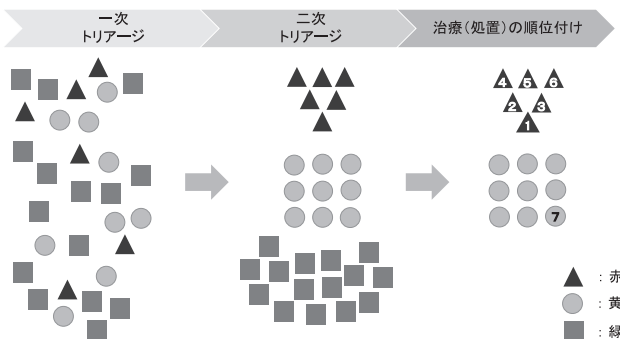 一次
トリアージ
二次
トリアージ
治療(処置)の順位付け
4 5 6
2 3
1
7
: 赤
: 黄
: 緑